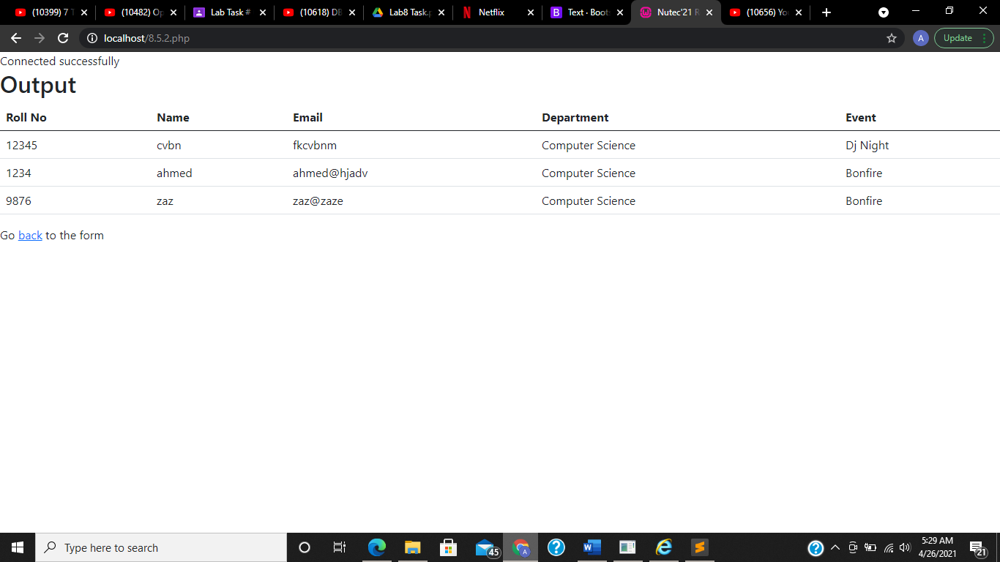 (10399) 7 T
(10482) Op
Lab Task #
(10618) DB
Lab8 Task.p
Netflix
Text · Boots
Nutec'21 R
(10656) Yo
localhost/8.5.2.php
A
Update
Connected successfully
Output
Roll No Name Email Department Event
12345 cvbn fkcvbnm Computer Science Dj Night
1234 ahmed ahmed@hjadv Computer Science Bonfire
9876 zaz zaz@zaze Computer Science Bonfire
Go back to the form
Type here to search
45
5:29 AM
4/26/2021
21